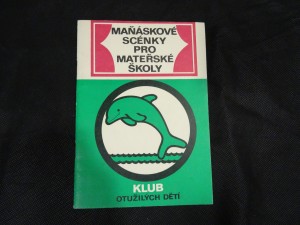 MAŇÁSKOVÉ
SCÉNKY
PRO
MATEŘSKÉ
ŠKOLY
KLUB
OTUŽILÝCH DĚTÍ